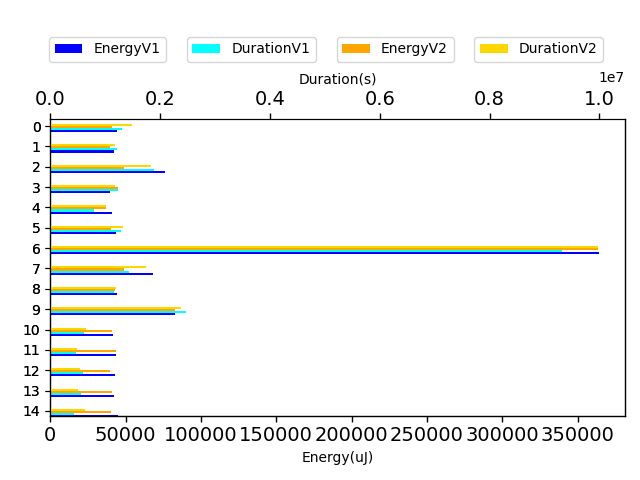 EnergyV1 DurationV1 EnergyV2 DurationV2
Duration(s)
1e7
0.0 0.2 0.4 0.6 0.8 1.0
0
1
2
3
4
5
6
7
8
9
10
11
12
13
14
0 50000 100000 150000 200000 250000 300000 350000
Energy(uJ)